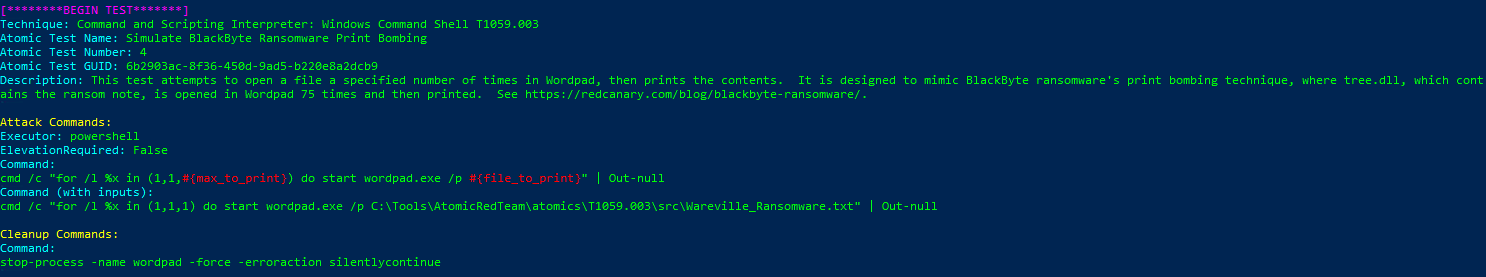 [********BEGIN TEST*******]
Technique: Command and Scripting Interpreter: Windows Command Shell T1059.003
Atomic Test Name: Simulate BlackByte Ransomware Print Bombing
Atomic Test Number: 4
Atomic Test GUID: 6b2903ac-8f36-450d-9ad5-b220e8a2dcb9
Description: This test attempts to open a file a specified number of times in Wordpad, then prints the contents.  It is designed to mimic BlackByte ransomware's print bombing technique, where tree.dll, which cont
ains the ransom note, is opened in Wordpad 75 times and then printed.  See https://redcanary.com/blog/blackbyte-ransomware/.
Attack Commands:
Executor: powershell
ElevationRequired: False
Command:
cmd /c "for /l %x in (1,1,#{max_to_print}) do start wordpad.exe /p #{file_to_print}" | Out-null
Command (with inputs):
cmd /c "for /l %x in (1,1,1) do start wordpad.exe /p C:\Tools\AtomicRedTeam\atomics\T1059.003\src\Wareville_Ransomware.txt" | Out-null
Cleanup Commands:
Command:
stop-process -name wordpad -force -erroraction silentlycontinue